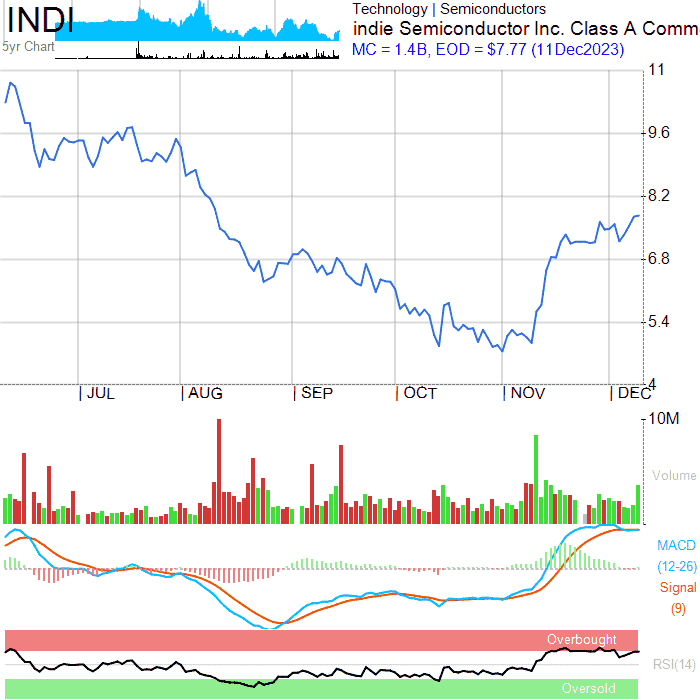 INDI
5yr Chart
Technology | Semiconductors
indie Semiconductor Inc. Class A Comm
MC = 1.4B, EOD = $7.77 (11Dec2023)
11
9.6
8.2
6.8
5.4
4
JUL AUG SEP OCT NOV DEC
10M
Volume
MACD
(12-26)
Signal
(9)
Overbought
RSI(14)
Oversold